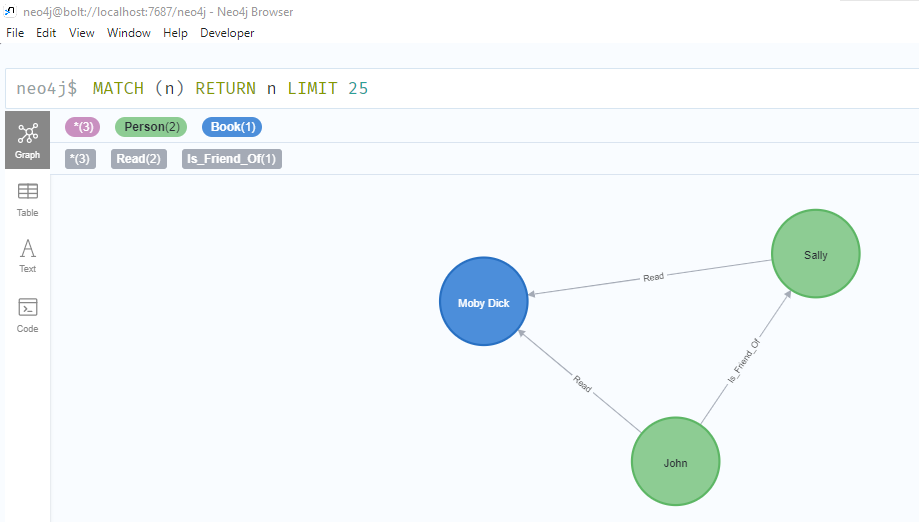 neo4j@bolt://localhost:7687/neo4j - Neo4j Browser
File Edit View Window Help Developer
neo4j$ MATCH (n) RETURN n LIMIT 25
*(3) Person(2) Book(1)
Graph
*(3) Read(2) Is_Friend_Of(1)
Table
Text
Code
Sally
Read
Moby Dick
Is_Friend_Of
Read
John